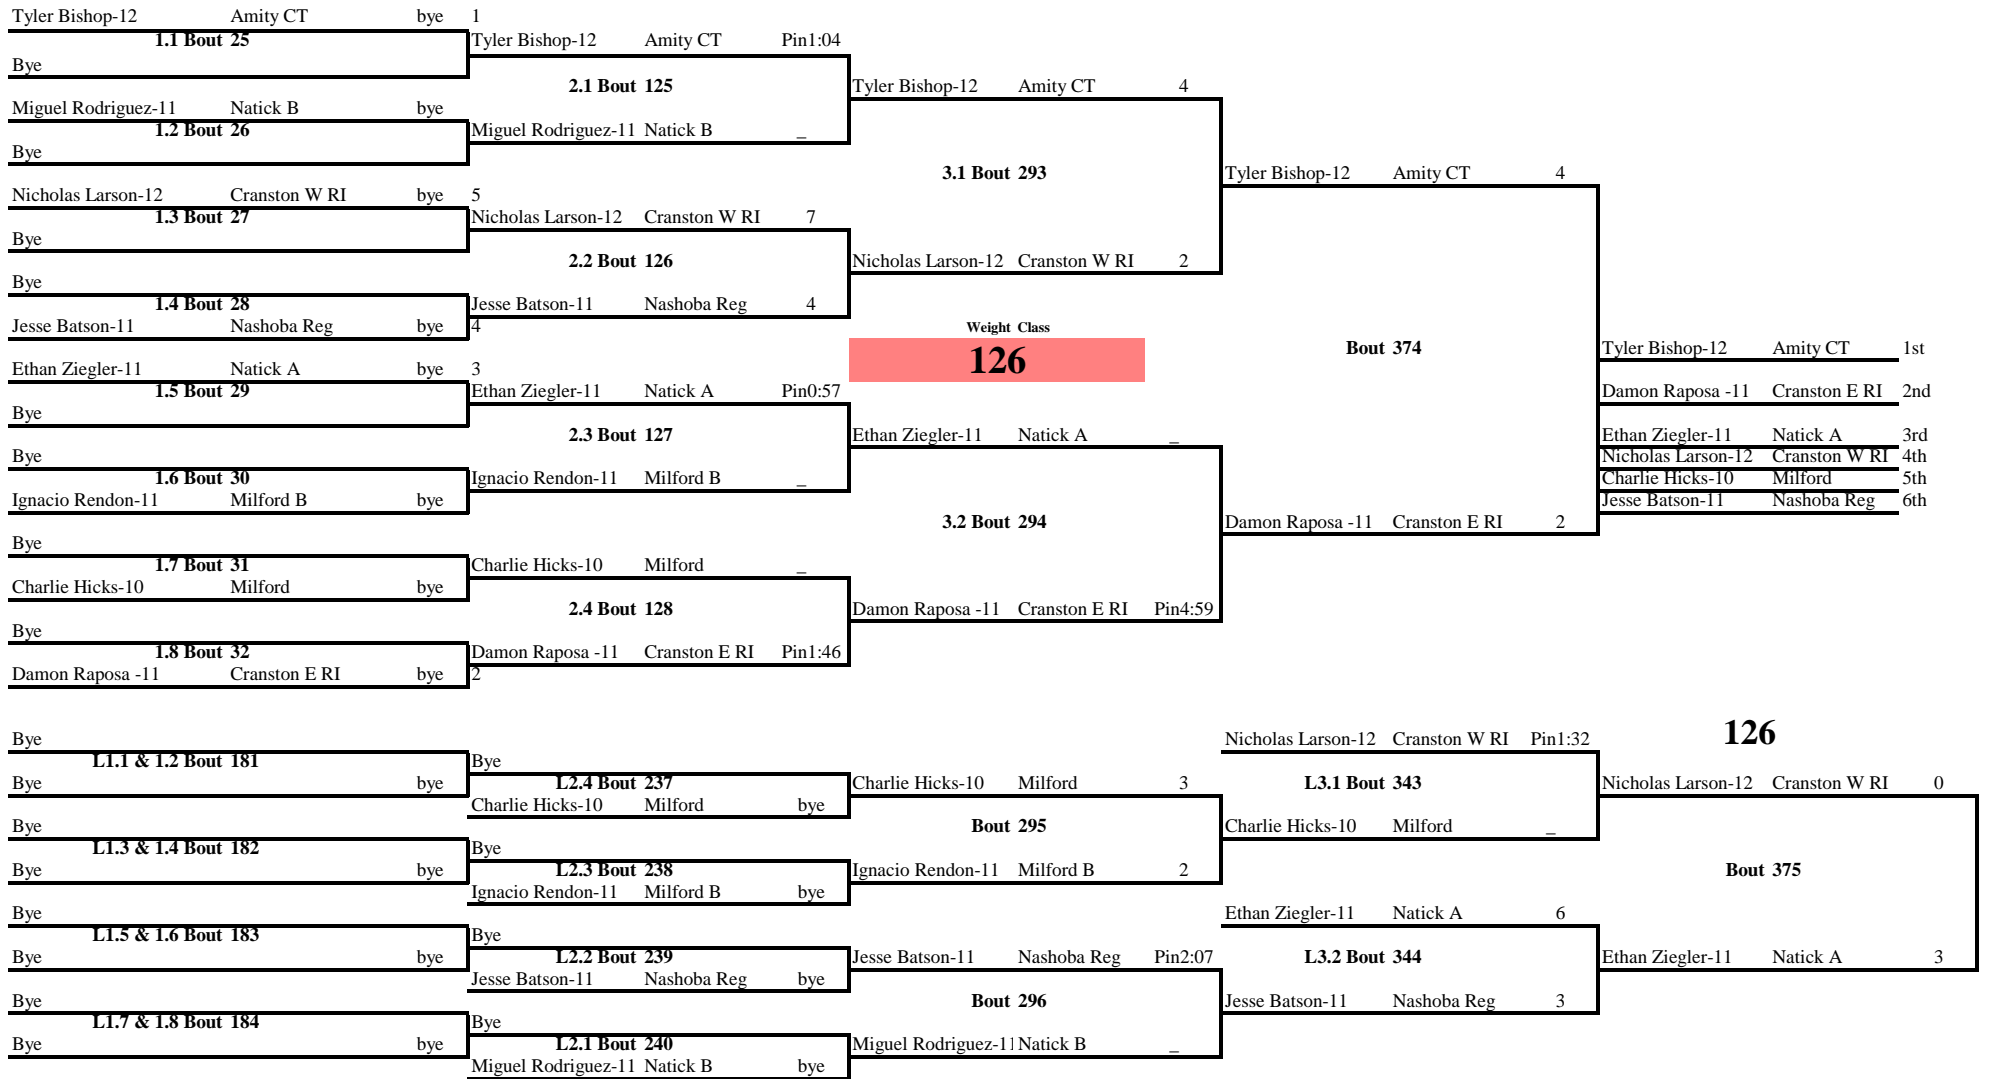 Tyler Bishop-12 Amity CT bye 1
1.1 Bout 25
Bye
Tyler Bishop-12 Amity CT Pin1:04
2.1 Bout 125
Miguel Rodriguez-11 Natick B bye
1.2 Bout 26
Bye
Miguel Rodriguez-11 Natick B _
Tyler Bishop-12 Amity CT 4
3.1 Bout 293
Nicholas Larson-12 Cranston W RI bye 5
1.3 Bout 27
Bye
Nicholas Larson-12 Cranston W RI 7
2.2 Bout 126
Bye
1.4 Bout 28
Jesse Batson-11 Nashoba Reg bye 4
Jesse Batson-11 Nashoba Reg 4
Nicholas Larson-12 Cranston W RI 2
Tyler Bishop-12 Amity CT 4
Weight Class
126
Bout 374
Ethan Ziegler-11 Natick A bye 3
1.5 Bout 29
Bye
Ethan Ziegler-11 Natick A Pin0:57
2.3 Bout 127
Bye
1.6 Bout 30
Ignacio Rendon-11 Milford B bye
Ignacio Rendon-11 Milford B _
Ethan Ziegler-11 Natick A _
3.2 Bout 294
Bye
1.7 Bout 31
Charlie Hicks-10 Milford bye
Charlie Hicks-10 Milford _
2.4 Bout 128
Bye
1.8 Bout 32
Damon Raposa -11 Cranston E RI bye 2
Damon Raposa -11 Cranston E RI Pin1:46
Damon Raposa -11 Cranston E RI Pin4:59
Damon Raposa -11 Cranston E RI 2
Tyler Bishop-12 Amity CT 1st
Damon Raposa -11 Cranston E RI 2nd
Ethan Ziegler-11 Natick A 3rd
Nicholas Larson-12 Cranston W RI 4th
Charlie Hicks-10 Milford 5th
Jesse Batson-11 Nashoba Reg 6th
126
Bye
L1.1 & 1.2 Bout 181
Bye bye
Bye
L2.4 Bout 237
Charlie Hicks-10 Milford bye
Bye
L1.3 & 1.4 Bout 182
Bye bye
Bye
L2.3 Bout 238
Ignacio Rendon-11 Milford B bye
Charlie Hicks-10 Milford 3
Bout 295
Ignacio Rendon-11 Milford B 2
Nicholas Larson-12 Cranston W RI Pin1:32
L3.1 Bout 343
Charlie Hicks-10 Milford _
Bye
L1.5 & 1.6 Bout 183
Bye bye
Bye
L2.2 Bout 239
Jesse Batson-11 Nashoba Reg bye
Bye
L1.7 & 1.8 Bout 184
Bye bye
Bye
L2.1 Bout 240
Miguel Rodriguez-11 Natick B bye
Jesse Batson-11 Nashoba Reg Pin2:07
Bout 296
Miguel Rodriguez-11 Natick B _
Ethan Ziegler-11 Natick A 6
L3.2 Bout 344
Jesse Batson-11 Nashoba Reg 3
Nicholas Larson-12 Cranston W RI 0
Bout 375
Ethan Ziegler-11 Natick A 3